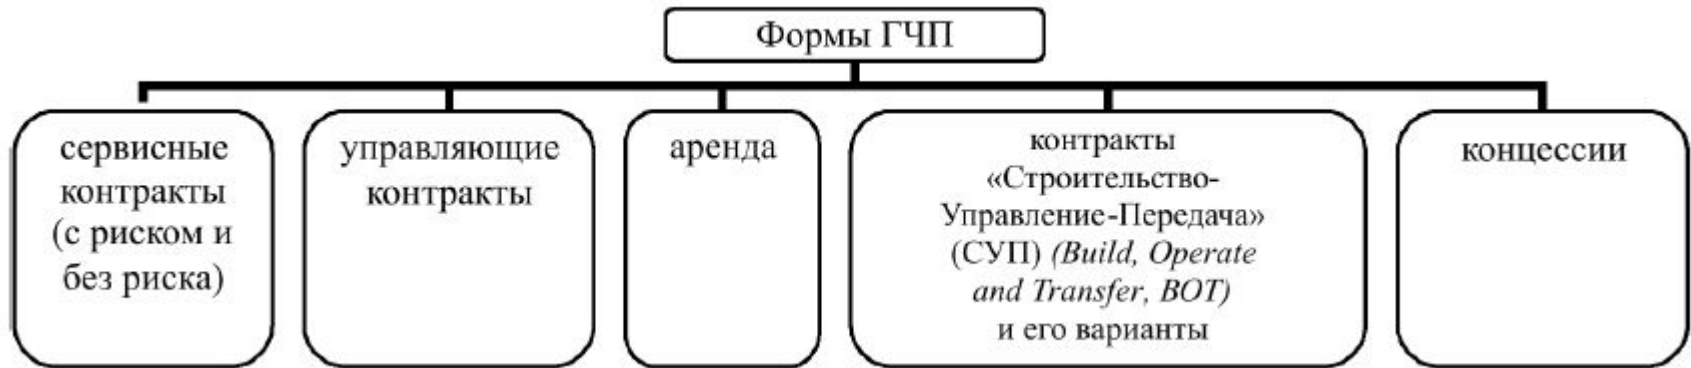 Формы ГЧП
сервисные
контракты
(с риском и
без риска)
управляющие
контракты
аренда
контракты
«Строительство-
Управление-Передача»
(СУП) (Build, Operate
and Transfer, BOT)
и его варианты
концессии